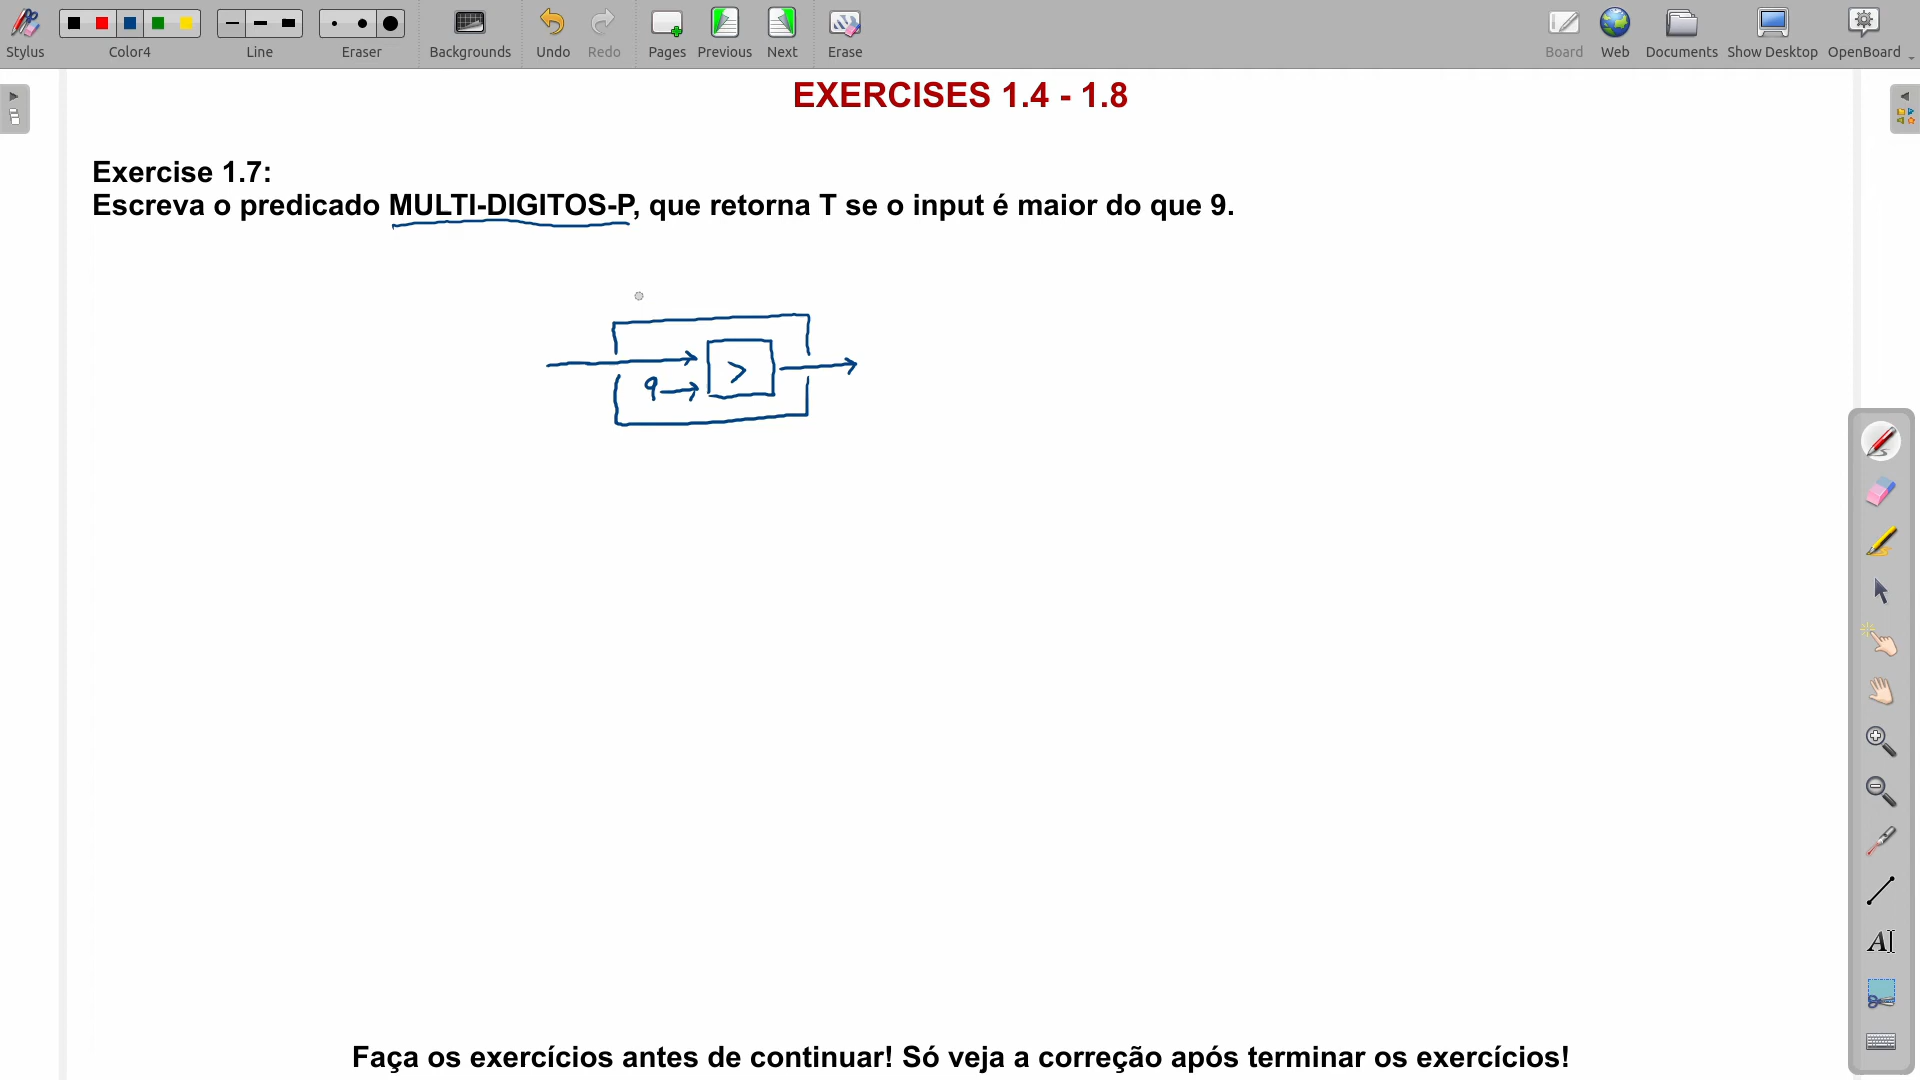 Stylus
Color4
Line
Eraser
Backgrounds
Undo
Redo
Pages
Previous
Next
Erase
Board
Web
Documents
Show Desktop
OpenBoard
EXERCISES 1.4 - 1.8
Exercise 1.7:
Escreva o predicado MULTI-DIGITOS-P, que retorna T se o input é maior do que 9.
>
9
Faça os exercícios antes de continuar! Só veja a correção após terminar os exercícios!